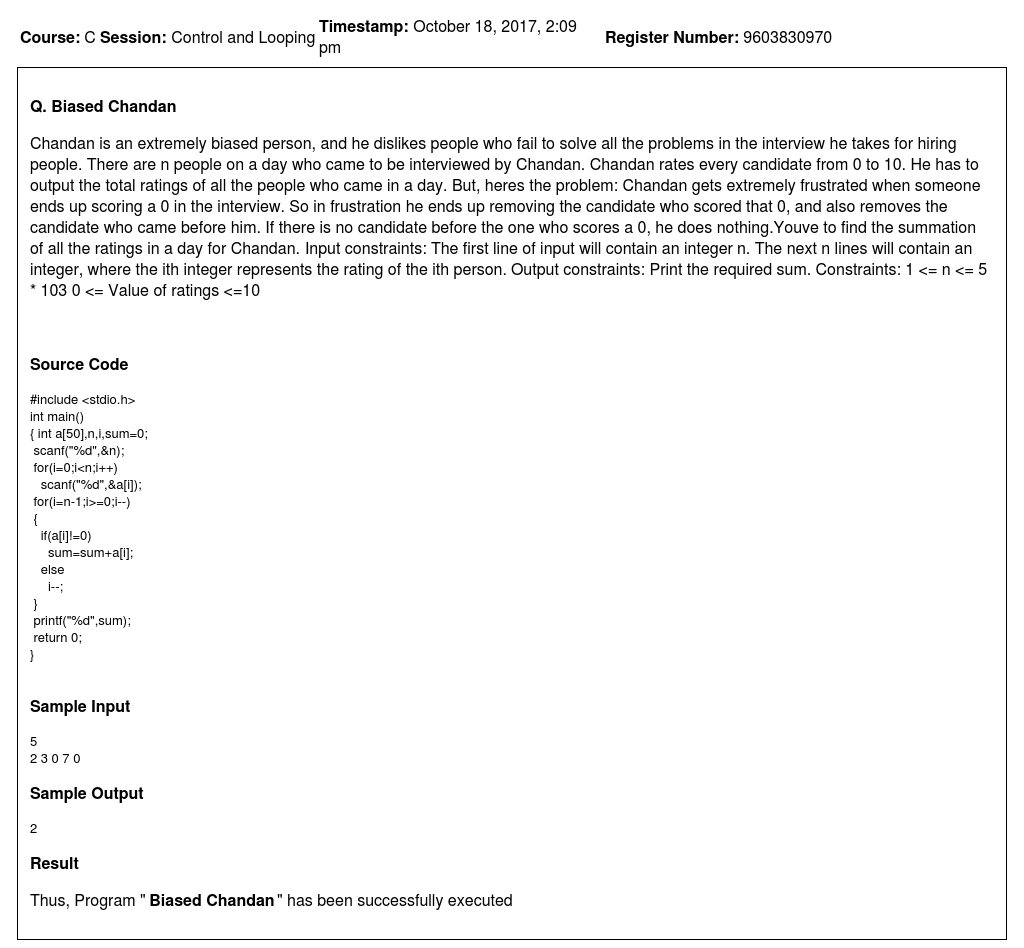 Course: C Session: Control and Looping Timestamp: October 18, 2017, 2:09 pm Register Number: 9603830970
Q. Biased Chandan
Chandan is an extremely biased person, and he dislikes people who fail to solve all the problems in the interview he takes for hiring
people. There are n people on a day who came to be interviewed by Chandan. Chandan rates every candidate from 0 to 10. He has to
output the total ratings of all the people who came in a day. But, heres the problem: Chandan gets extremely frustrated when someone
ends up scoring a 0 in the interview. So in frustration he ends up removing the candidate who scored that 0, and also removes the
candidate who came before him. If there is no candidate before the one who scores a 0, he does nothing.Youve to find the summation
of all the ratings in a day for Chandan. Input constraints: The first line of input will contain an integer n. The next n lines will contain an
integer, where the ith integer represents the rating of the ith person. Output constraints: Print the required sum. Constraints: 1 <= n <= 5
* 103 0 <= Value of ratings <=10
Source Code
#include <stdio.h>
int main()
{ int a[50],n,i,sum=0;
scanf("%d",&n);
for(i=0;i<n;i++)
scanf("%d",&a[i]);
for(i=n-1;i>=0;i--)
{
if(a[i]!=0)
sum=sum+a[i];
else
i--;
}
printf("%d",sum);
return 0;
}
Sample Input
5
2 3 0 7 0
Sample Output
2
Result
Thus, Program " Biased Chandan " has been successfully executed